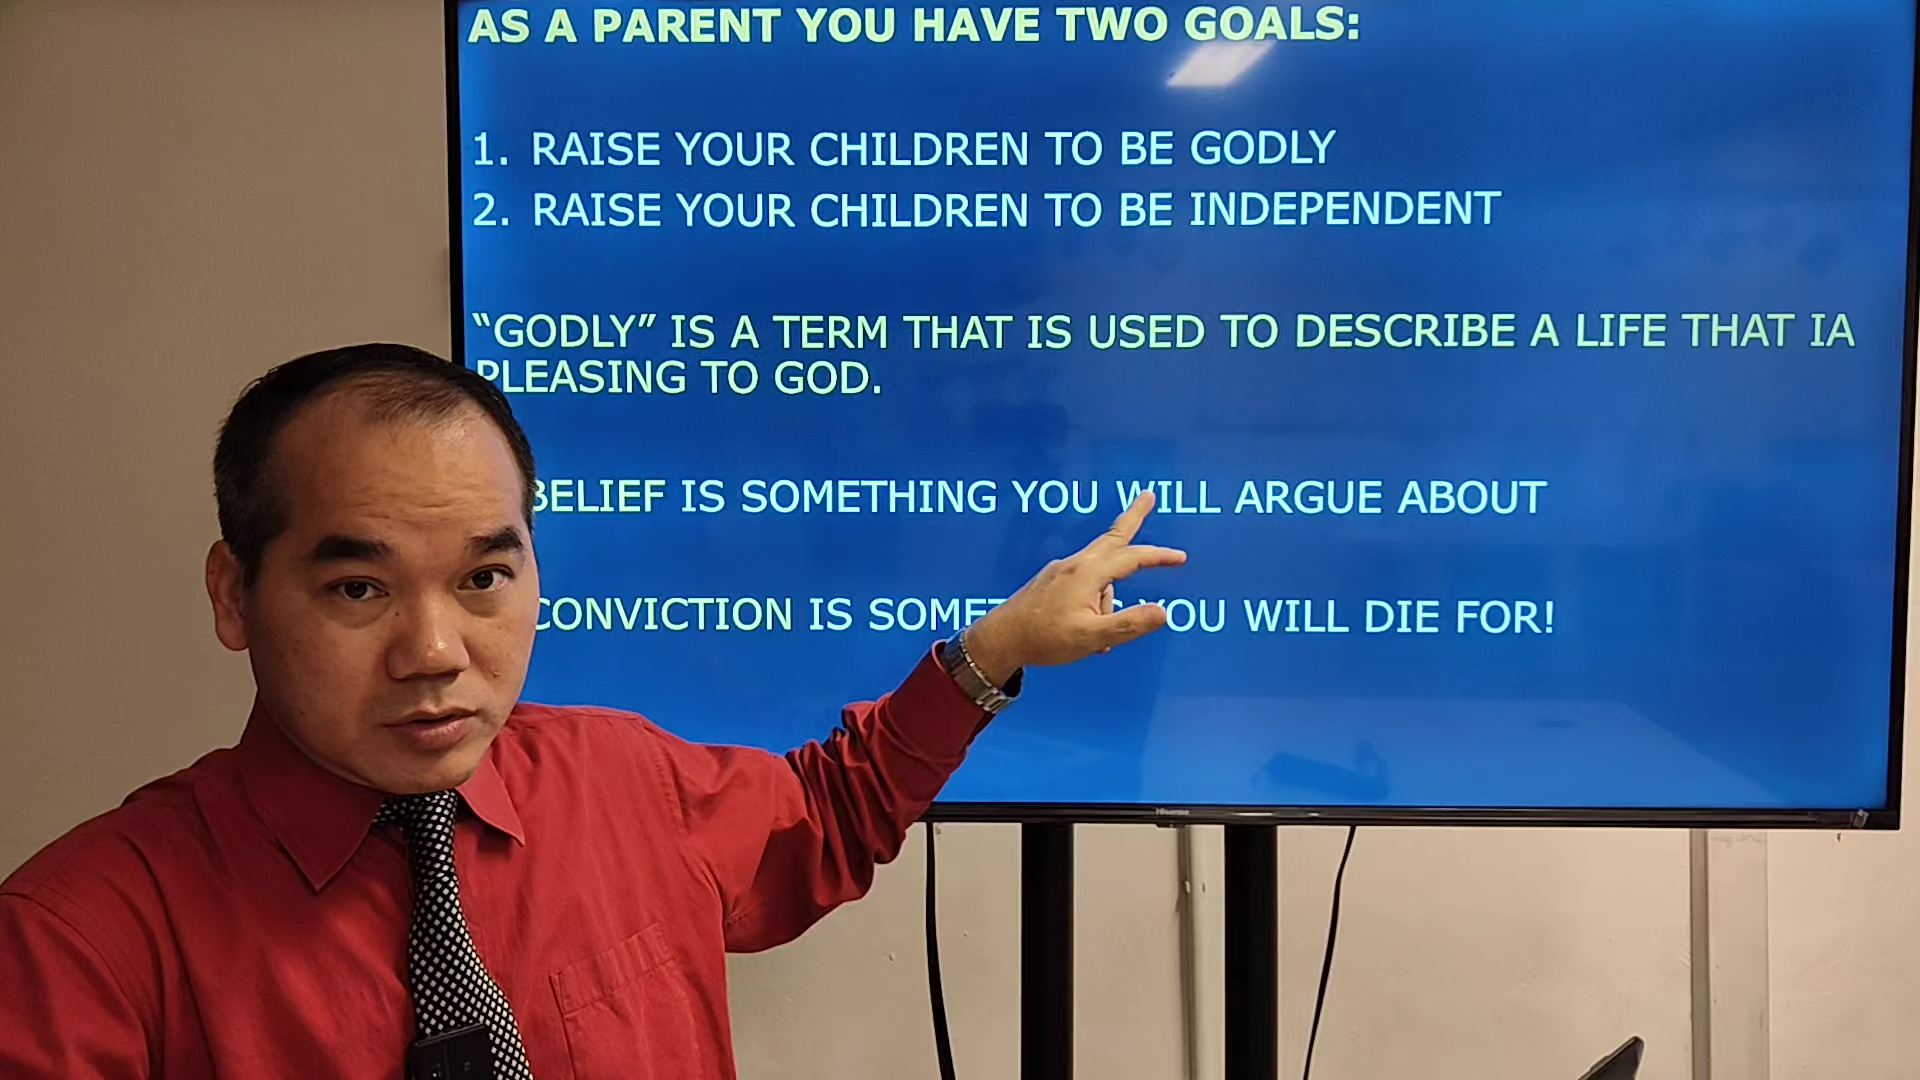 AS A PARENT YOU HAVE TWO GOALS:
1. RAISE YOUR CHILDREN TO BE GODLY
2. RAISE YOUR CHILDREN TO BE INDEPENDENT
“GODLY” IS A TERM THAT IS USED TO DESCRIBE A LIFE THAT IA
PLEASING TO GOD.
BELIEF IS SOMETHING YOU WILL ARGUE ABOUT
CONVICTION IS YOU WILL DIE FOR!
Hisense